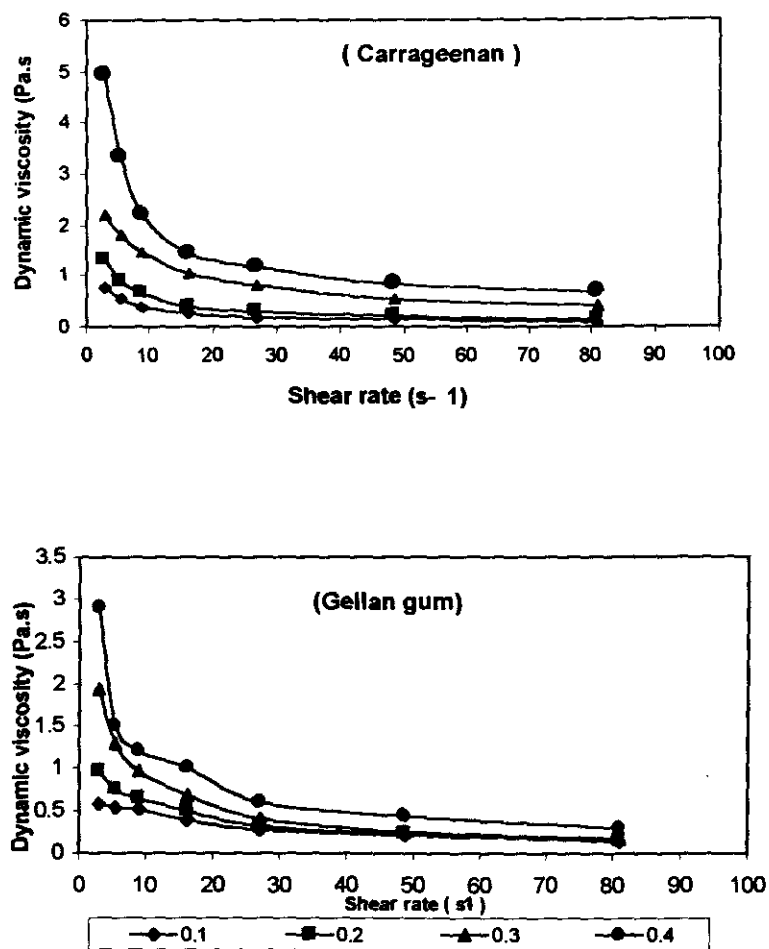 ( Carrageenan )
Dynamic viscosity (Pa.s
6
5
4
3
2
1
0
0 10 20 30 40 50 60 70 80 90 100
Shear rate (s- 1)
(Gellan gum)
Dynamic viscosity (Pa.s)
3.5
3
2.5
2
1.5
1
0.5
0
0 10 20 30 40 50 60 70 80 90 100
Shear rate ( s1 )
0.1 0.2 0.3 0.4